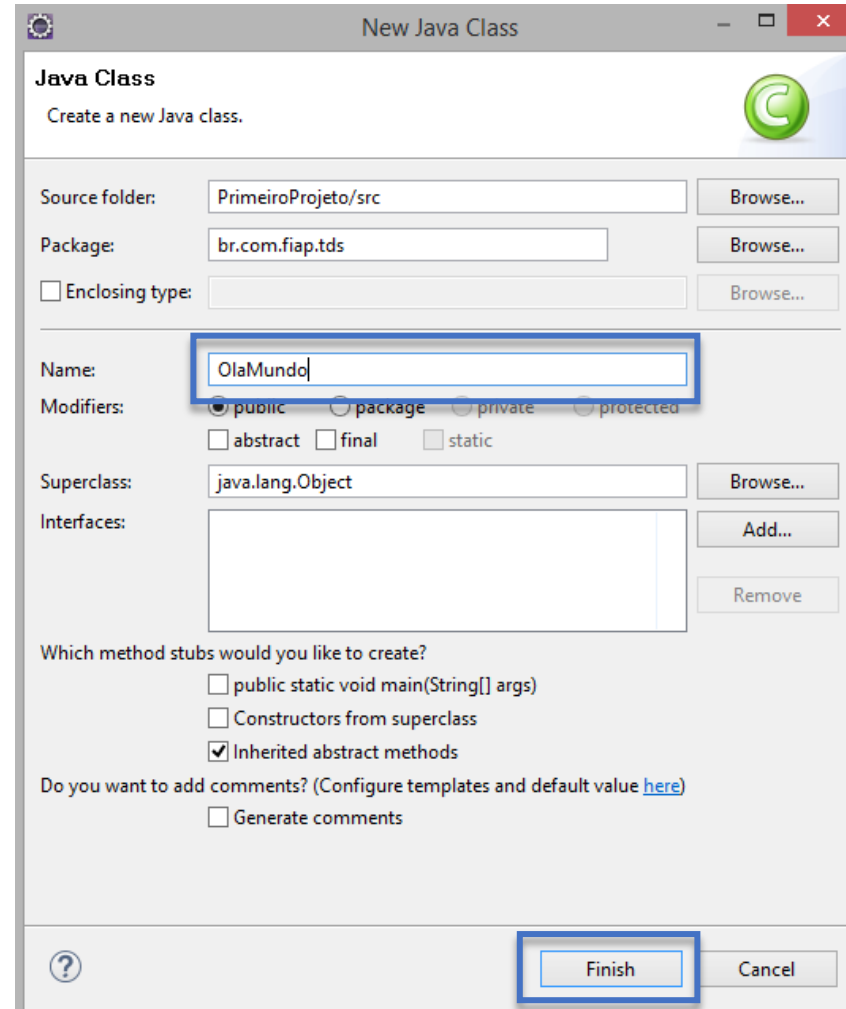 New Java Class
Java Class
Create a new Java class.
Source folder: PrimeiroProjeto/src Browse...
Package: br.com.fiap.tds Browse...
Enclosing type: Browse...
Name: OlaMundo
Modifiers: public package private protected
abstract final static
Superclass: java.lang.Object Browse...
Interfaces: Add...
Remove
Which method stubs would you like to create?
public static void main(String[] args)
Constructors from superclass
Inherited abstract methods
Do you want to add comments? (Configure templates and default value here)
Generate comments
? Finish Cancel